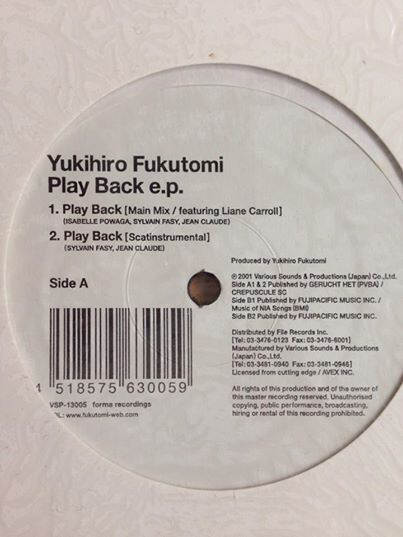 Yukihiro Fukutomi
Play Back e.p.
1. Play Back [Main Mix / featuring Liane Carroll]
(ISABELLE POWAGA, SYLVAIN FASY, JEAN CLAUDE)
2. Play Back [Scatinstrumental]
(SYLVAIN FASY, JEAN CLAUDE)
Side A
Produced by Yukihiro Fukutomi
℗ 2001 Various Sounds & Productions (Japan) Co.,Ltd.
Side A1 & 2 Published by GERUCHT HET (PVBA) /
CREPUSCULE SC
Side B1 Published by FUJIPACIFIC MUSIC INC. /
Music of NIA Songs (BMI)
Side B2 Published by FUJIPACIFIC MUSIC INC.
Distributed by File Records Inc.
[Tel: 03-3476-0123 Fax: 03-3476-6001]
Manufactured by Various Sounds & Productions
(Japan) Co.,Ltd.
[Tel: 03-3481-0940 Fax: 03-3481-0946]
Licensed from cutting edge / AVEX INC.
All rights of this production and of the owner of
this master recording reserved. Unauthorised
copying, public performance, broadcasting,
hiring or rental of this recording prohibited.
4 518575 630059
VSP-13005 forma recordings
URL: www.fukutomi-web.com